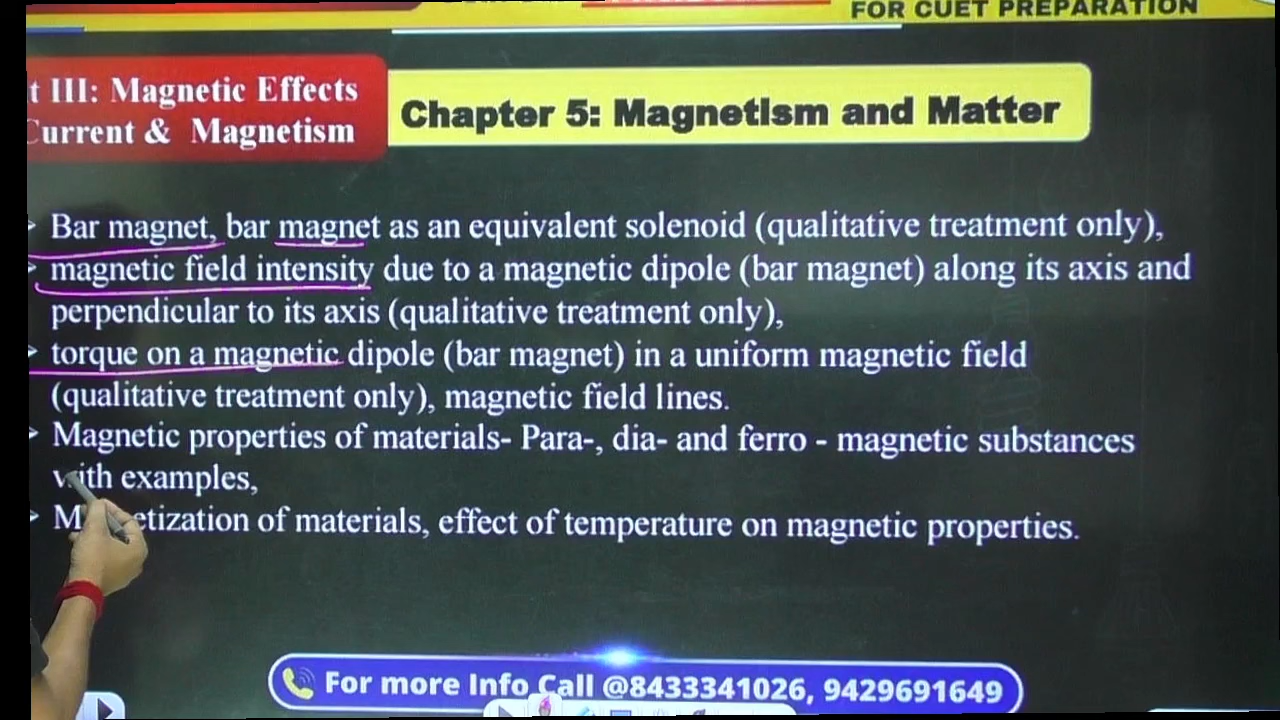 FOR CUET PREPARATION
t III: Magnetic Effects
Current & Magnetism
Chapter 5: Magnetism and Matter
Bar magnet, bar magnet as an equivalent solenoid (qualitative treatment only),
magnetic field intensity due to a magnetic dipole (bar magnet) along its axis and
perpendicular to its axis (qualitative treatment only),
torque on a magnetic dipole (bar magnet) in a uniform magnetic field
(qualitative treatment only), magnetic field lines.
Magnetic properties of materials- Para-, dia- and ferro - magnetic substances
with examples,
M etization of materials, effect of temperature on magnetic properties.
For more Info Call @8433341026, 9429691649